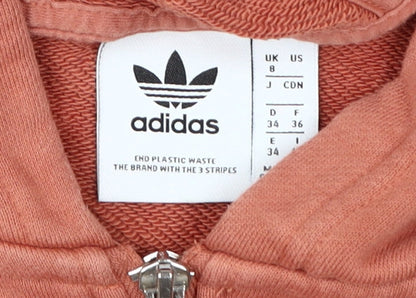 adidas
END PLASTIC WASTE
THE BRAND WITH THE 3 STRIPES
UK US
8
J CDN
D F
34 36
E I
34